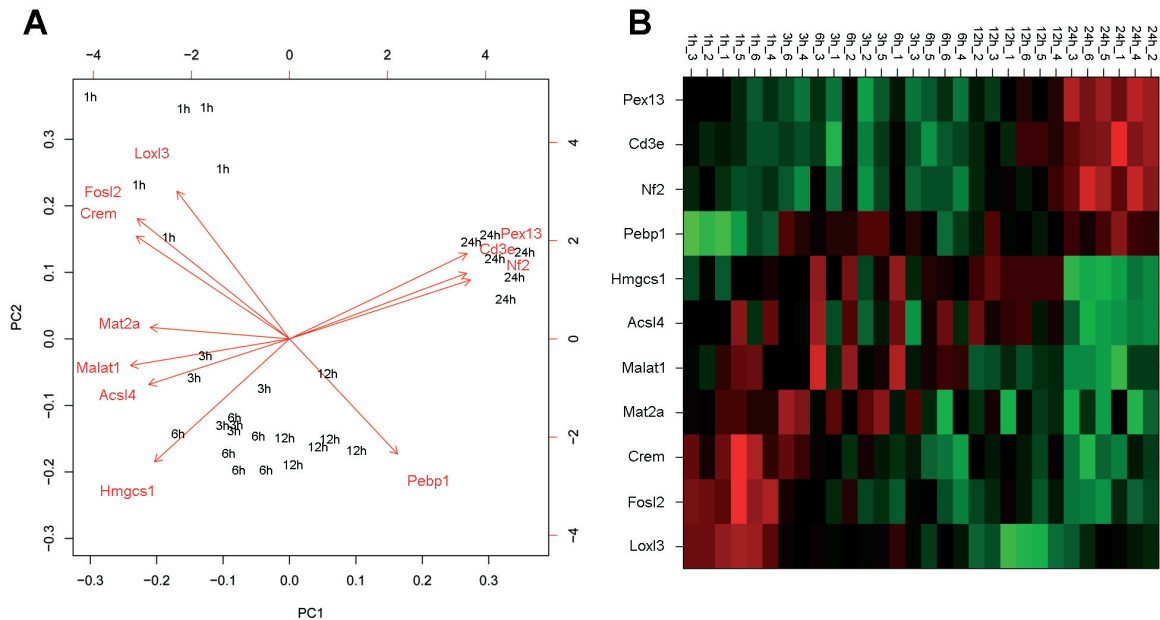 A
−4
−2
0
2
4
0.3
0.2
0.1
0.0
−0.1
−0.2
−0.3
PC2
−0.3
−0.2
−0.1
0.0
0.1
0.2
0.3
PC1
4
2
0
−2
−4
1h
1h
1h
Loxl3
1h
1h
Fosl2
Crem
1h
24h
24h
Pex13
Cd3e
24h
24h
Nf2
24h
24h
Mat2a
3h
Malat1
3h
12h
Acsl4
3h
6h
3h
3h
3h
6h
6h
12h
12h
12h
12h
6h
12h
6h
6h
Hmgcs1
Pebp1
B
1h_3
1h_2
1h_1
1h_5
1h_6
1h_4
3h_6
3h_4
6h_3
3h_1
6h_2
3h_2
3h_5
6h_1
3h_3
6h_5
6h_6
6h_4
12h_2
12h_3
12h_1
12h_6
12h_5
12h_4
24h_3
24h_6
24h_5
24h_1
24h_4
24h_2
Pex13
Cd3e
Nf2
Pebp1
Hmgcs1
Acsl4
Malat1
Mat2a
Crem
Fosl2
Loxl3